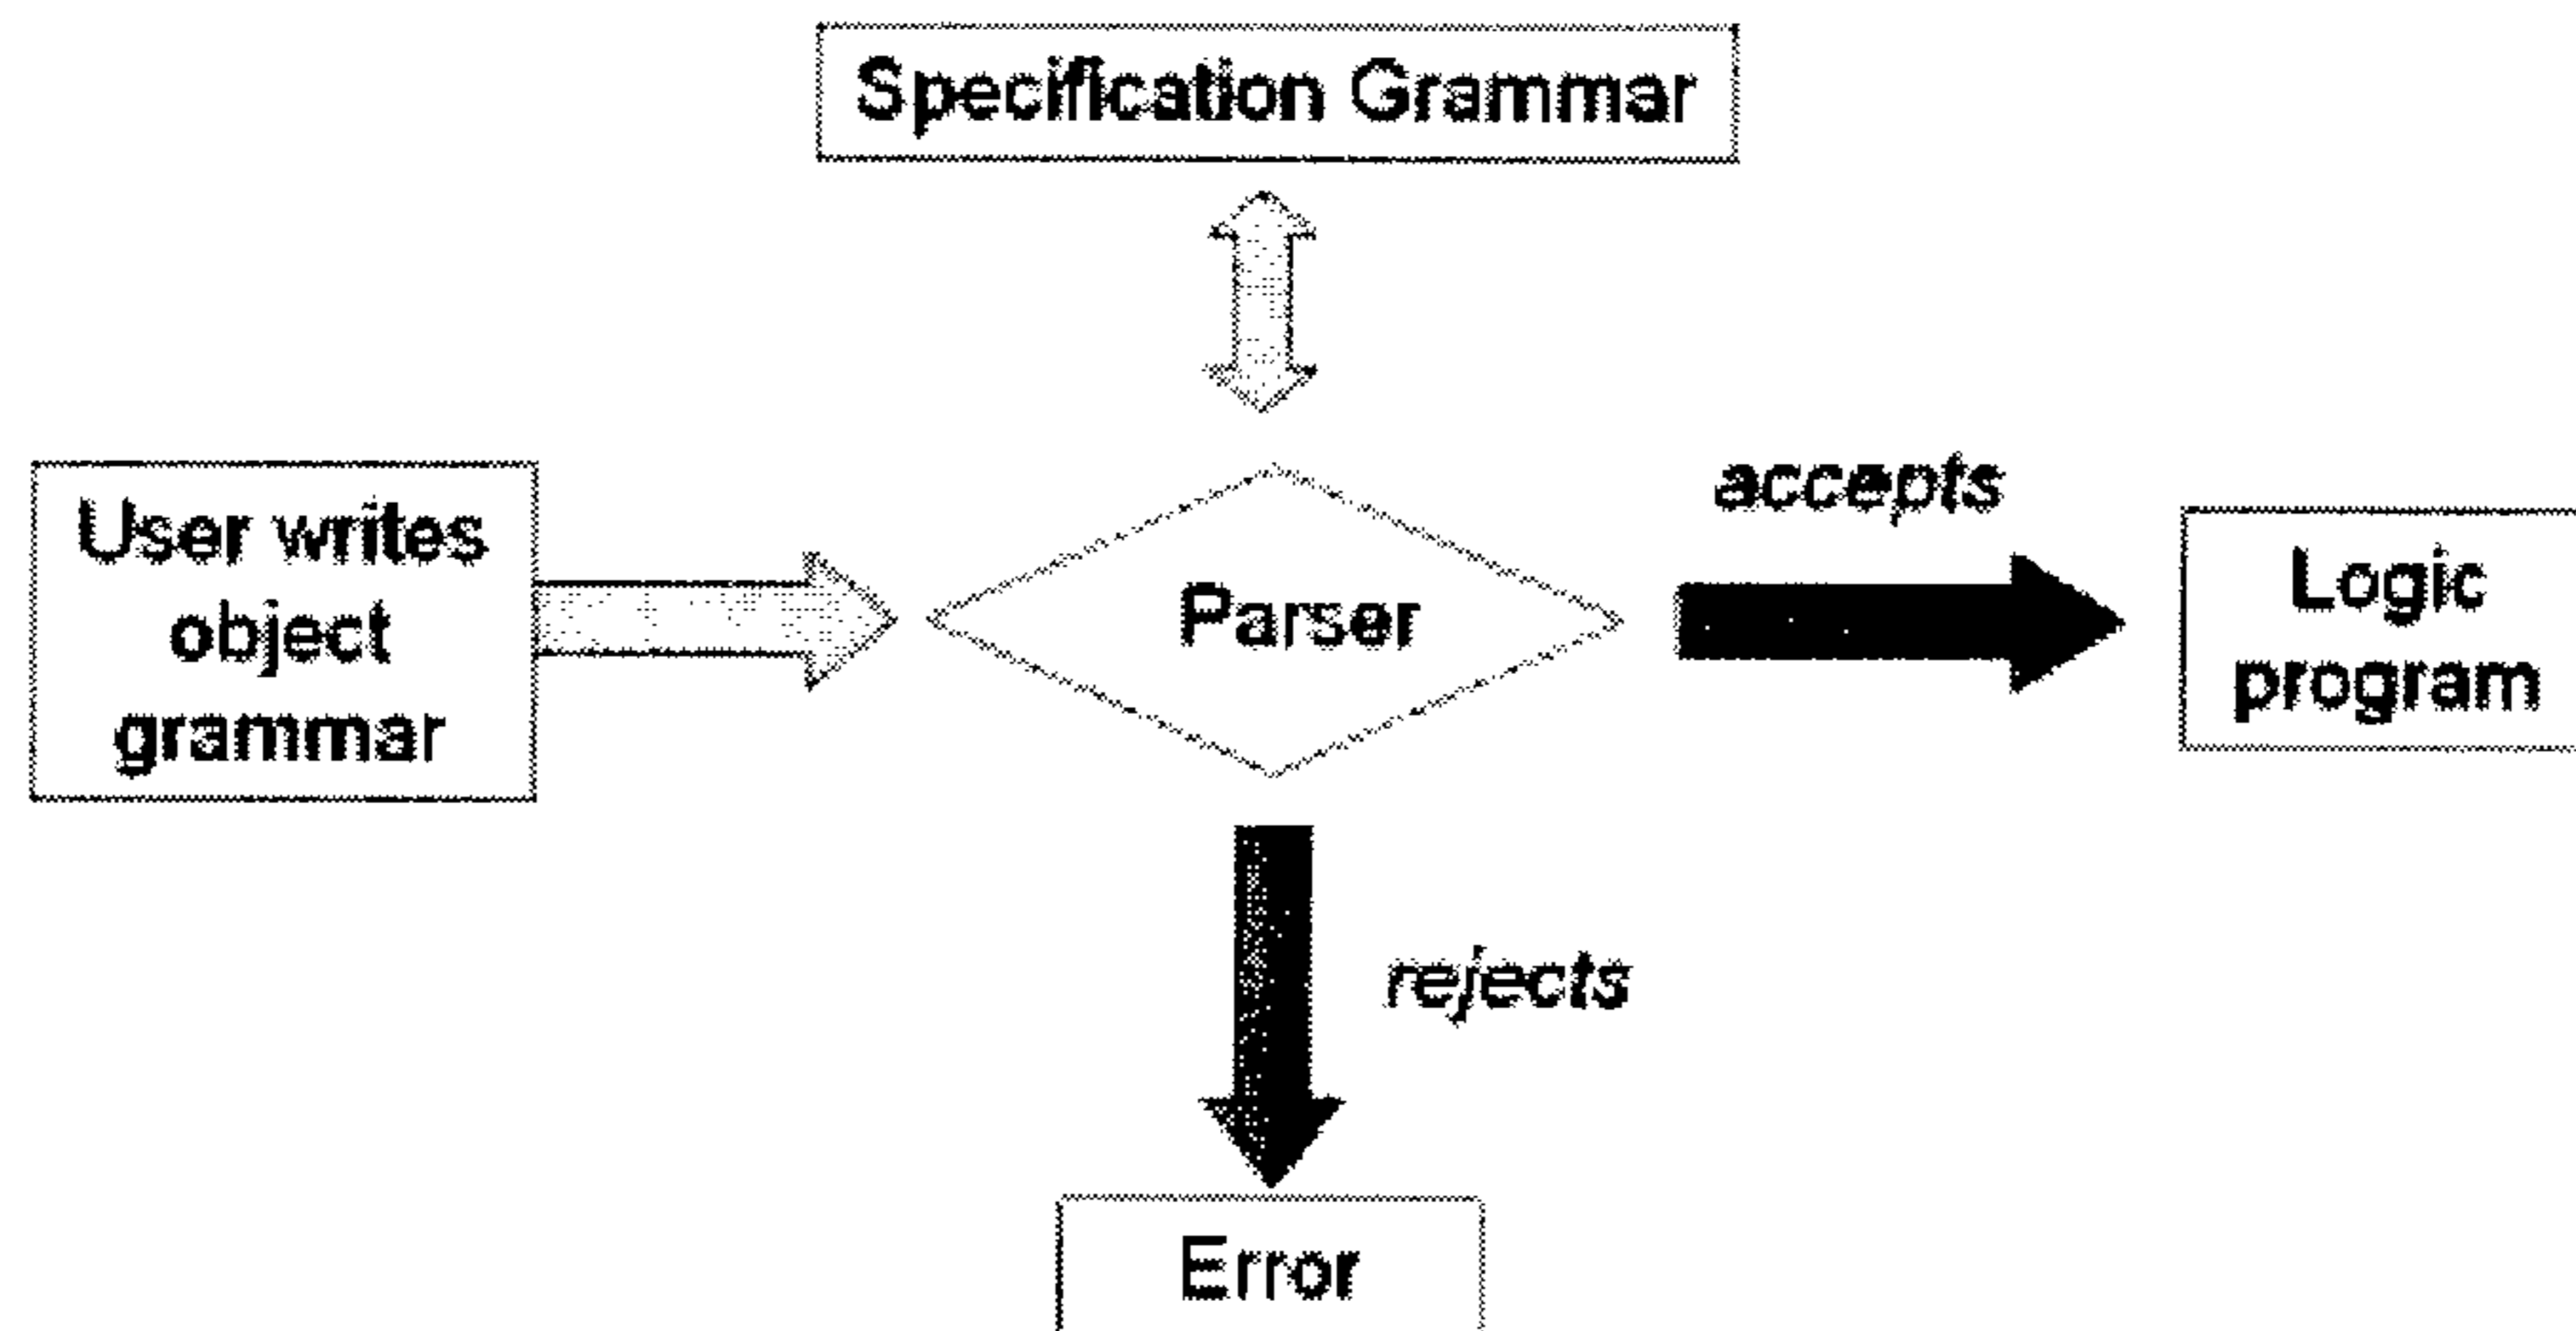 Specification Grammar
User writes
object
grammar
Parser
accepts
Logic
program
rejects
Error